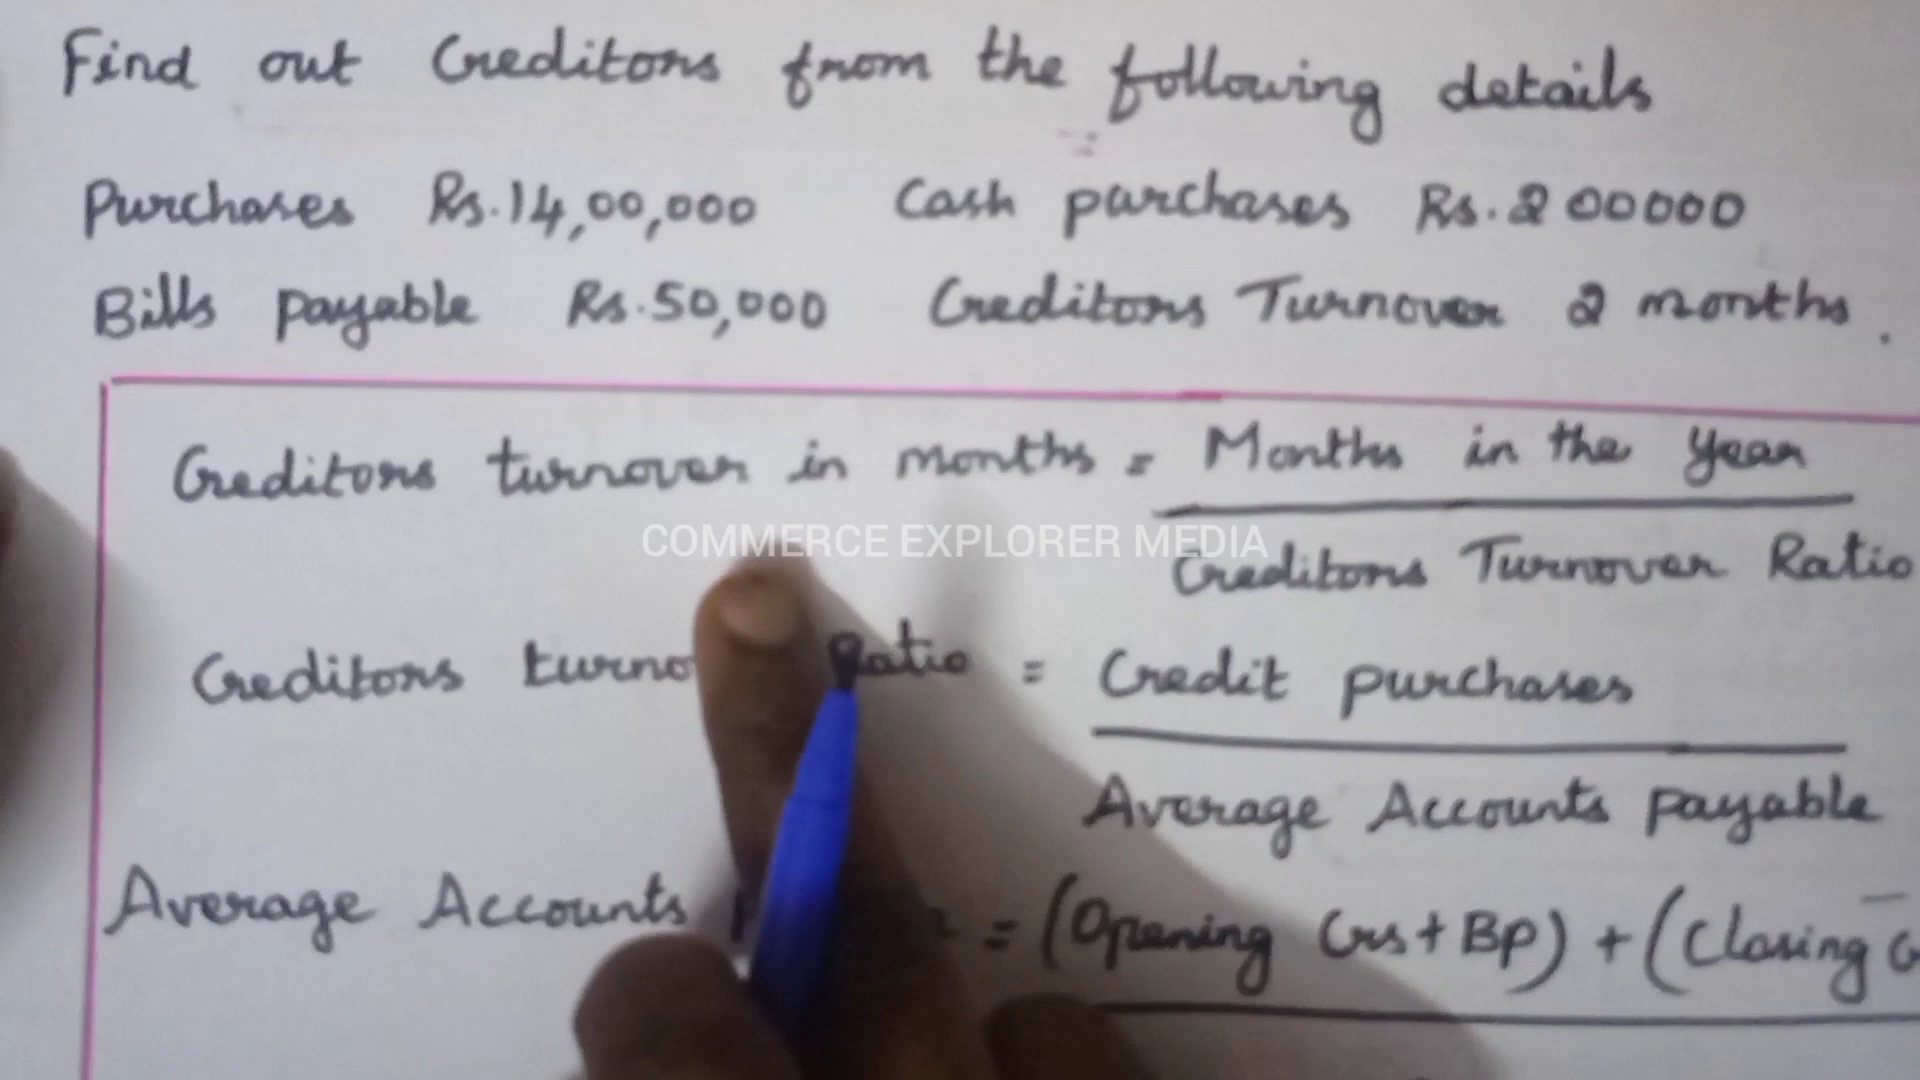 Find out Creditors from the following details
Purchases Rs.14,00,000 Cash purchases Rs.200000
Bills payable Rs.50,000 Creditors Turnover 2 months.
Creditors turnover in months = Months in the year
COMMERCE EXPLORER MEDIA
Creditors Turnover Ratio
Creditors Ratio = Credit purchases
Average Accounts payable
Average Accounts = (Opening Crs + BP) + (Closing